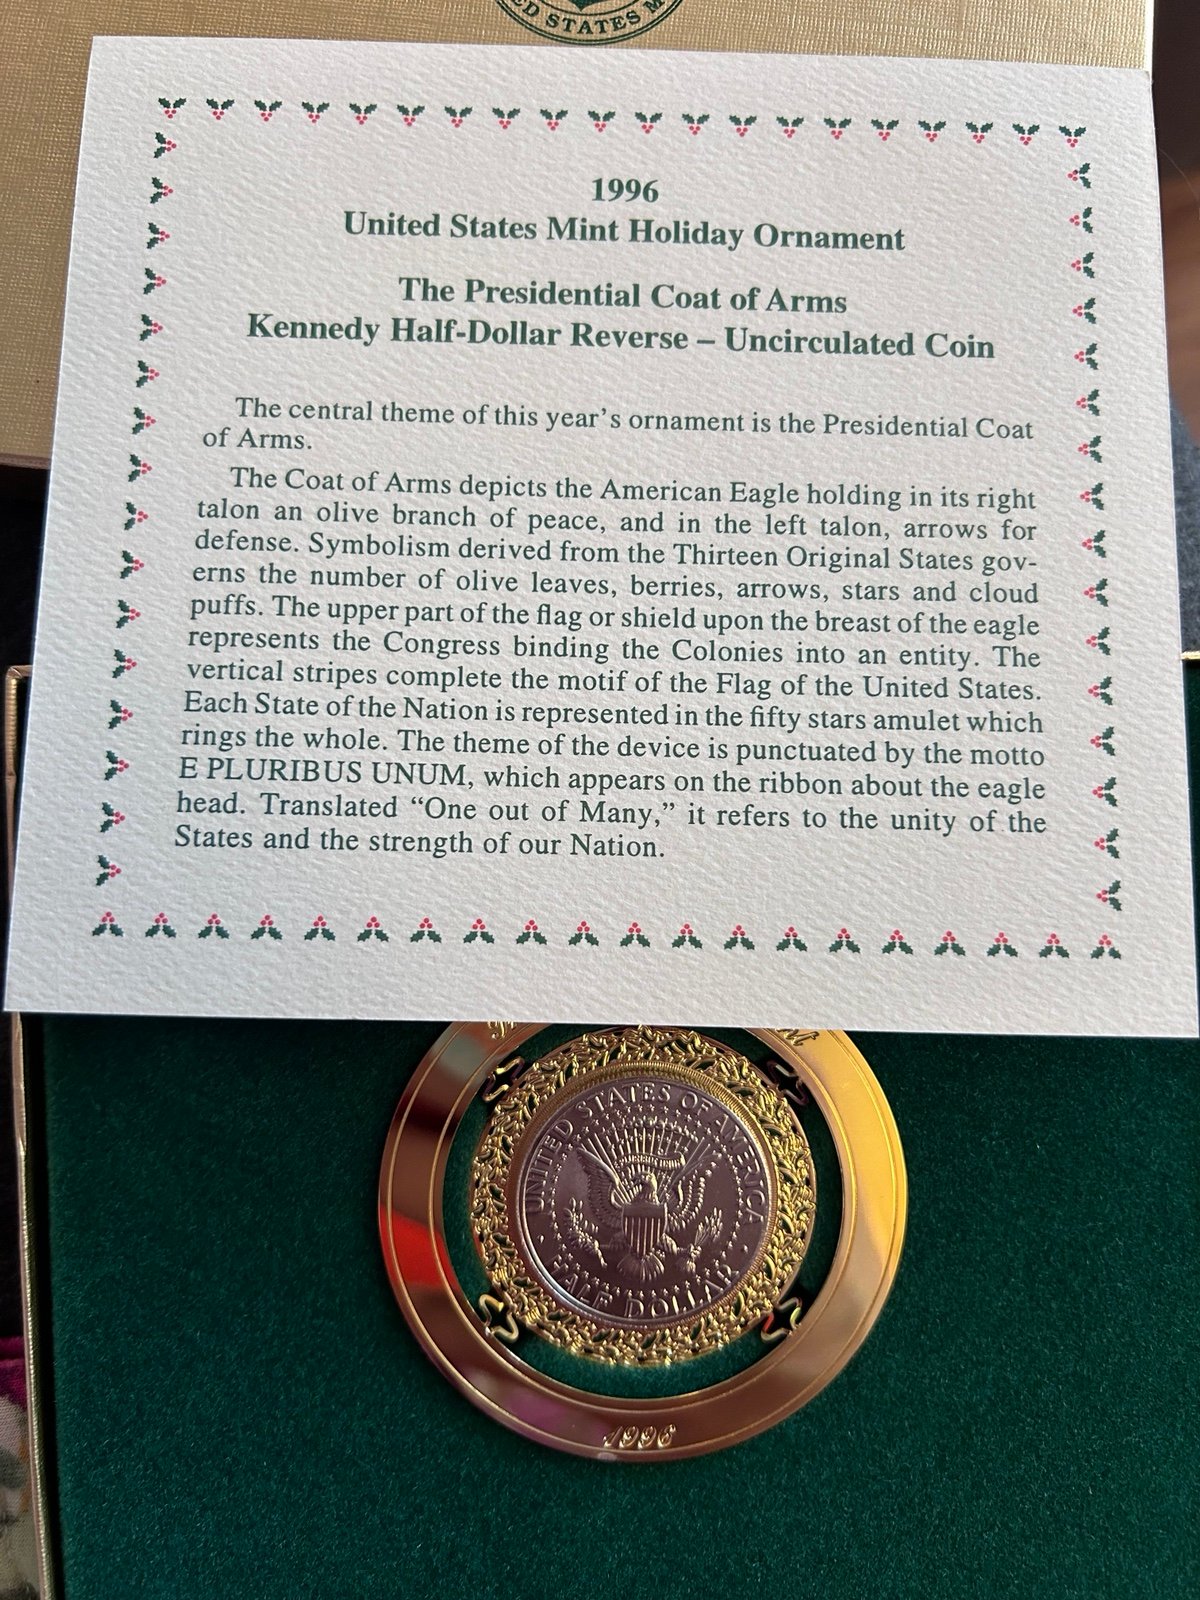 D STATES M
1996
United States Mint Holiday Ornament
The Presidential Coat of Arms
Kennedy Half-Dollar Reverse – Uncirculated Coin
The central theme of this year's ornament is the Presidential Coat
of Arms.
The Coat of Arms depicts the American Eagle holding in its right
talon an olive branch of peace, and in the left talon, arrows for
defense. Symbolism derived from the Thirteen Original States gov-
erns the number of olive leaves, berries, arrows, stars and cloud
puffs. The upper part of the flag or shield upon the breast of the eagle
represents the Congress binding the Colonies into an entity. The
vertical stripes complete the motif of the Flag of the United States.
Each State of the Nation is represented in the fifty stars amulet which
rings the whole. The theme of the device is punctuated by the motto
E PLURIBUS UNUM, which appears on the ribbon about the eagle
head. Translated “One out of Many,” it refers to the unity of the
States and the strength of our Nation.
UNITED STATES OF AMERICA
HALF DOLLAR
1996